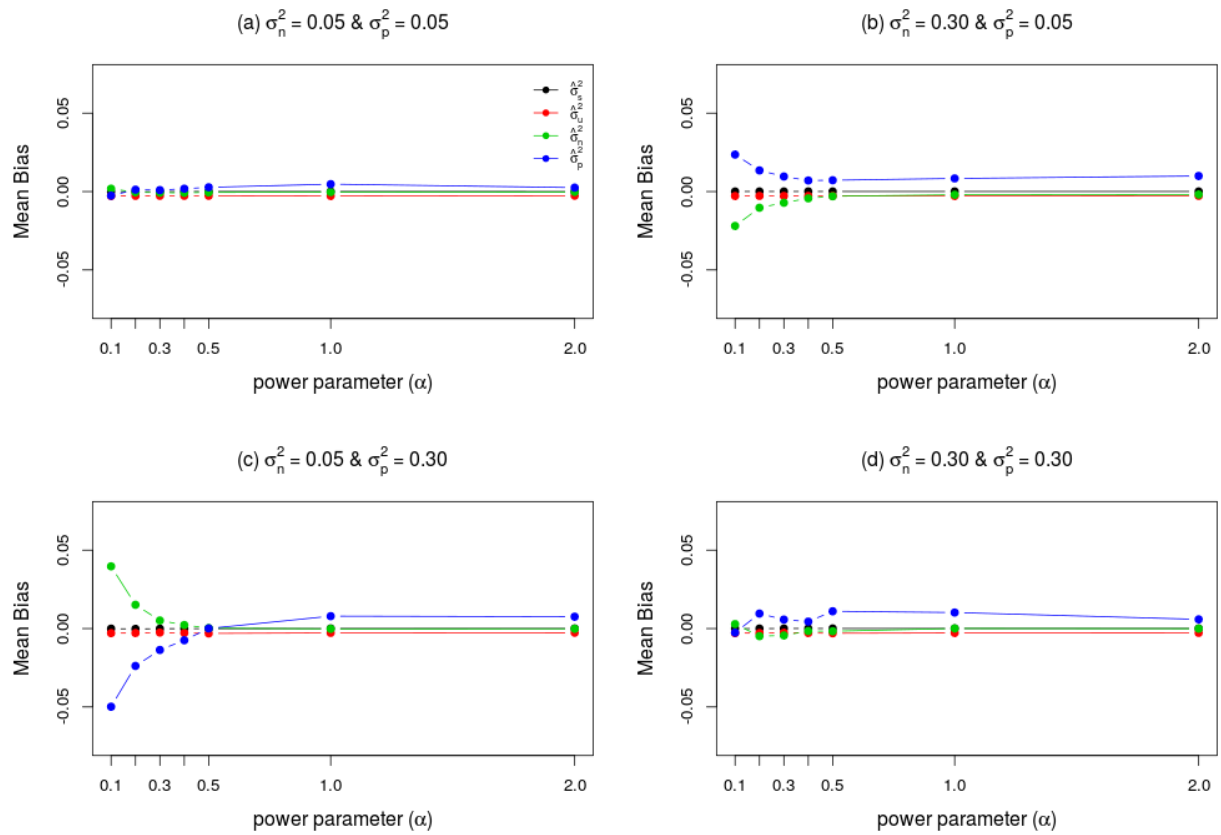 (a) σ²ₙ = 0.05 & σ²ₚ = 0.05
Mean Bias
0.05
0.00
-0.05
σ̂²ₛ
σ̂²ᵤ
σ̂²ₙ
σ̂²ₚ
0.1 0.3 0.5 1.0 2.0
power parameter (α)
(b) σ²ₙ = 0.30 & σ²ₚ = 0.05
Mean Bias
0.05
0.00
-0.05
0.1 0.3 0.5 1.0 2.0
power parameter (α)
(c) σ²ₙ = 0.05 & σ²ₚ = 0.30
Mean Bias
0.05
0.00
-0.05
0.1 0.3 0.5 1.0 2.0
power parameter (α)
(d) σ²ₙ = 0.30 & σ²ₚ = 0.30
Mean Bias
0.05
0.00
-0.05
0.1 0.3 0.5 1.0 2.0
power parameter (α)